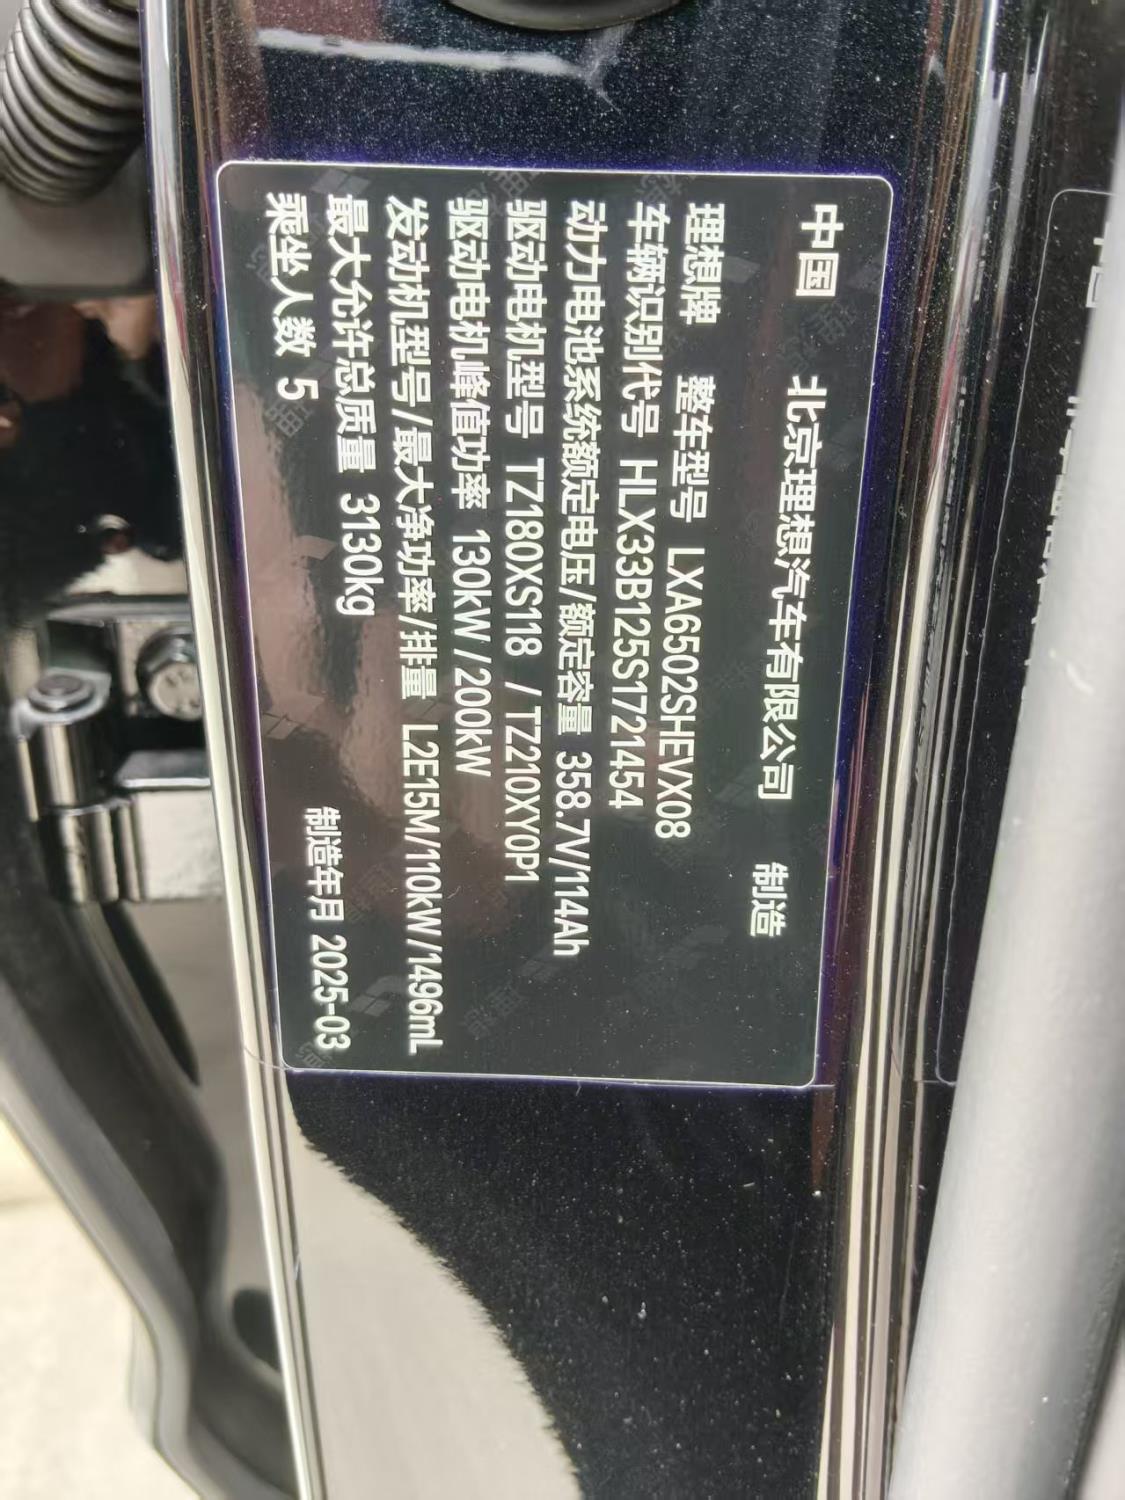 中国 北京理想汽车有限公司 制造
理想牌 整车型号 LXA6502SHEVX08
车辆识别代号 HLX33B125S1721454
动力电池系统额定电压/额定容量 358.7V/114Ah
驱动电机型号 TZ180XS118 / TZ210XY0P1
驱动电机峰值功率 130kW /200kW
发动机型号/最大净功率/排量 L2E15M/110kW/1496mL
最大允许总质量 3130kg
乘坐人数 5 制造年月 2025-03